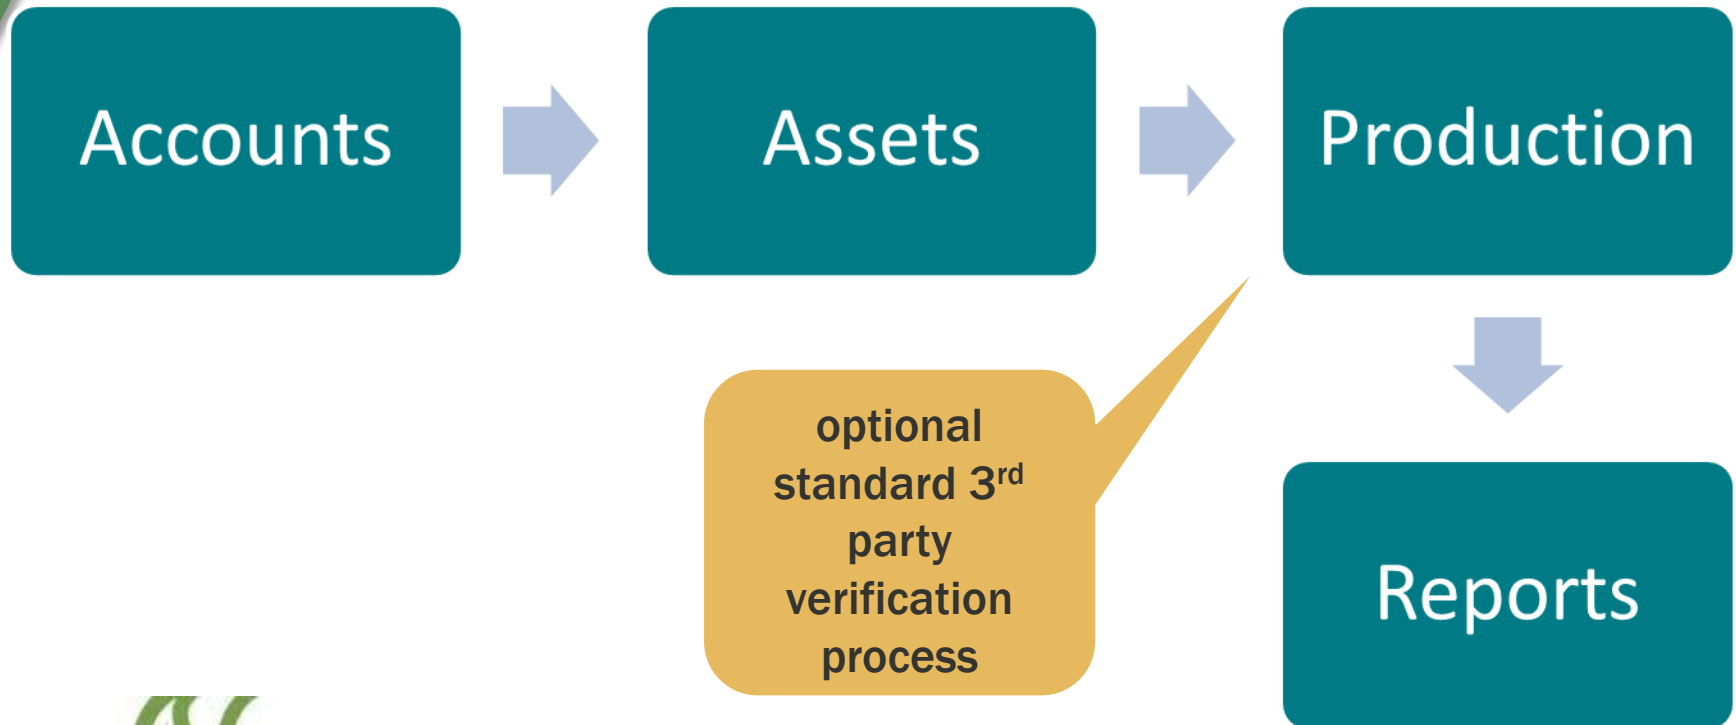 Accounts
Assets
Production
optional
standard 3rd
party
verification
process
Reports